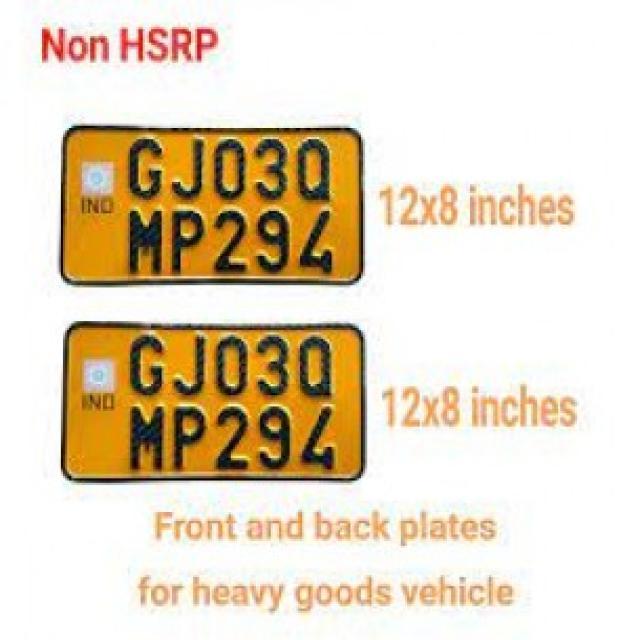 Non HSRP
GJ03Q
IND
MP294
12x8 inches
GJ03Q
IND
MP294
12x8 inches
Front and back plates
for heavy goods vehicle